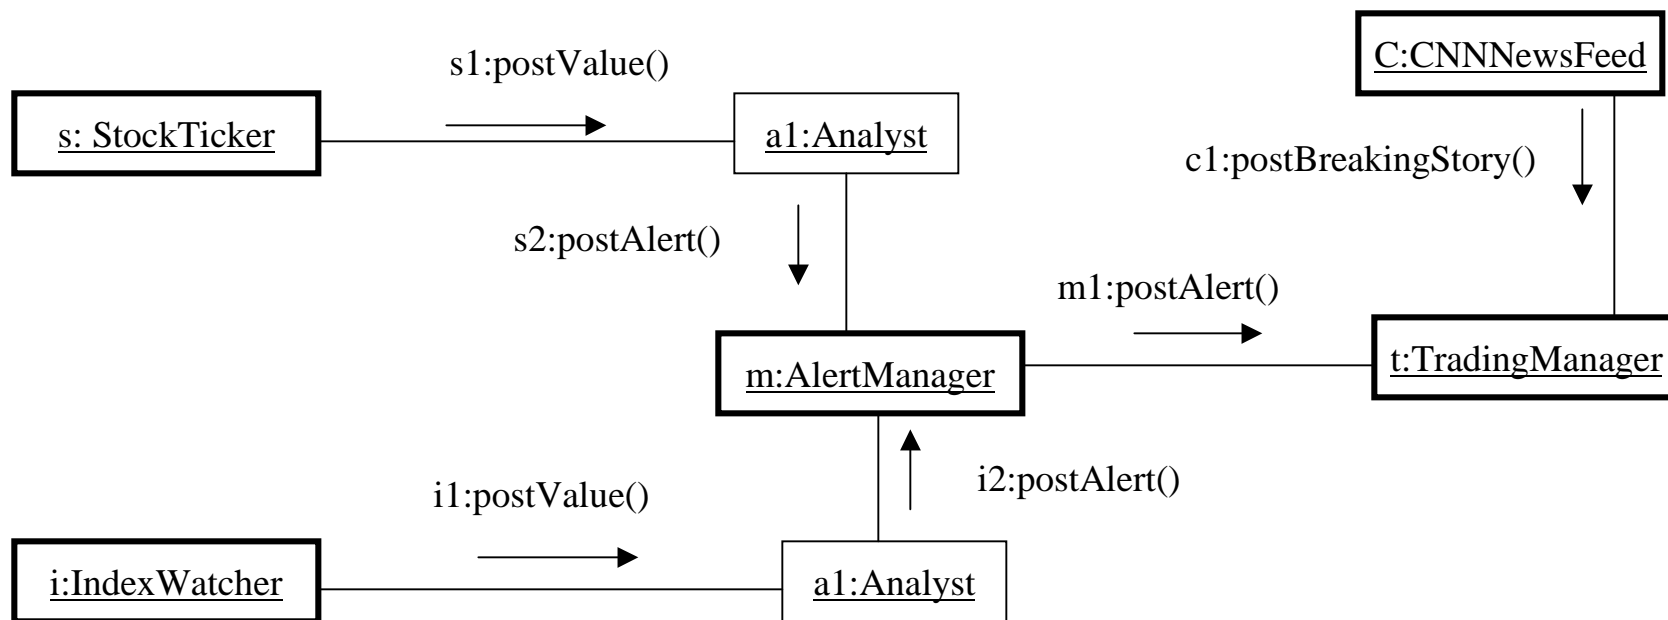 C:CNNNewsFeed
s1:postValue()
s: StockTicker
a1:Analyst
c1:postBreakingStory()
s2:postAlert()
m1:postAlert()
m:AlertManager
t:TradingManager
i1:postValue()
i2:postAlert()
i:IndexWatcher
a1:Analyst